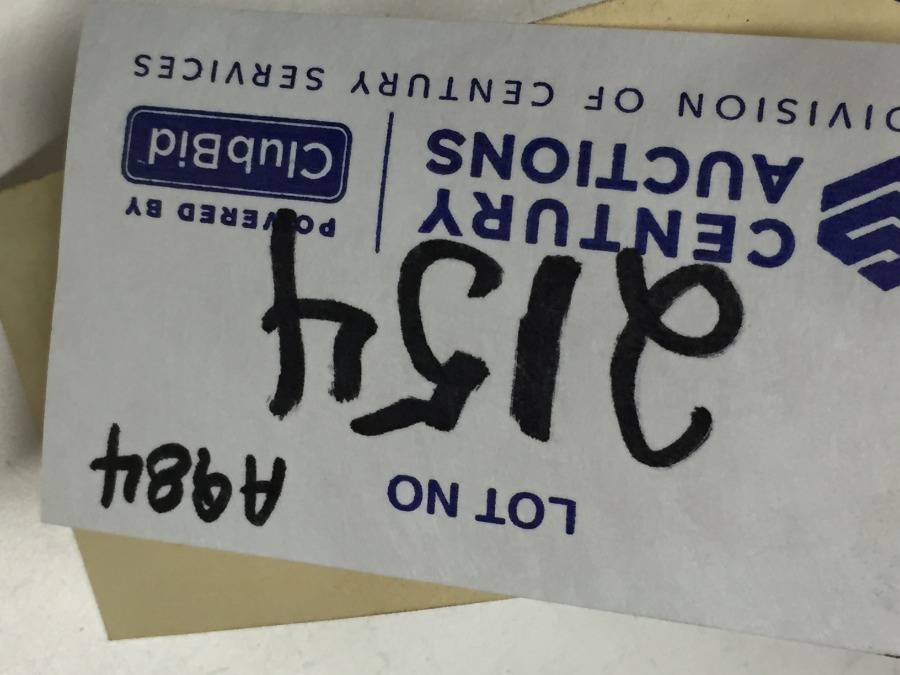 A984
LOT NO
2154
CENTURY
AUCTIONS
POWERED BY
ClubBid
DIVISION OF CENTURY SERVICES